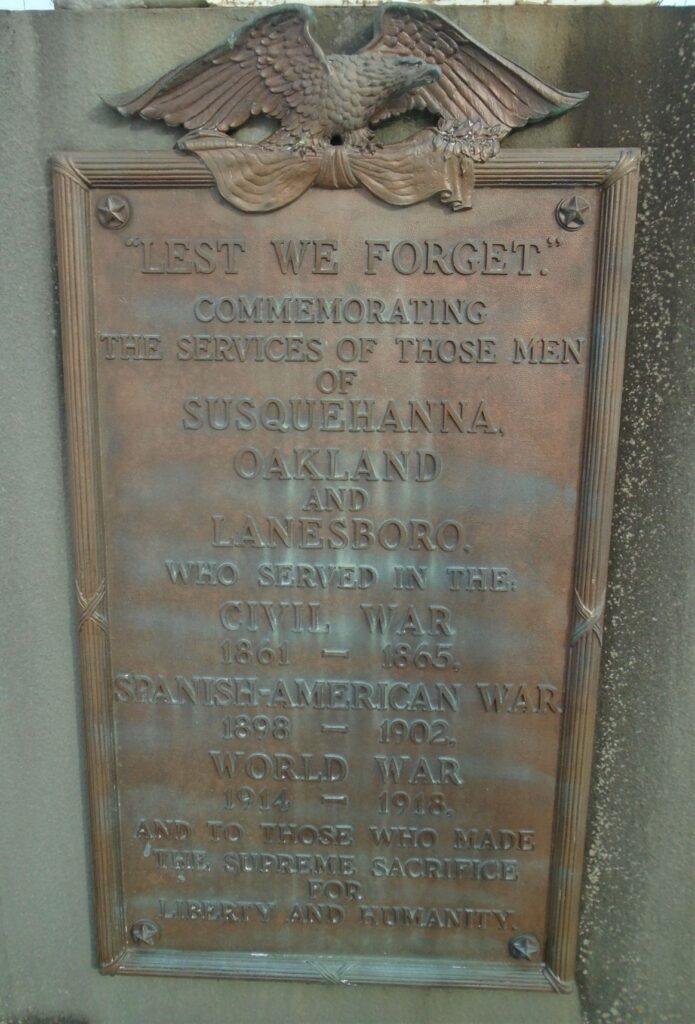 "LEST WE FORGET."
COMMEMORATING
THE SERVICES OF THOSE MEN
OF
SUSQUEHANNA,
OAKLAND
AND
LANESBORO,
WHO SERVED IN THE:
CIVIL WAR
1861 — 1865,
SPANISH-AMERICAN WAR
1898 — 1902,
WORLD WAR
1914 — 1918,
AND TO THOSE WHO MADE
THE SUPREME SACRIFICE
FOR
LIBERTY AND HUMANITY.